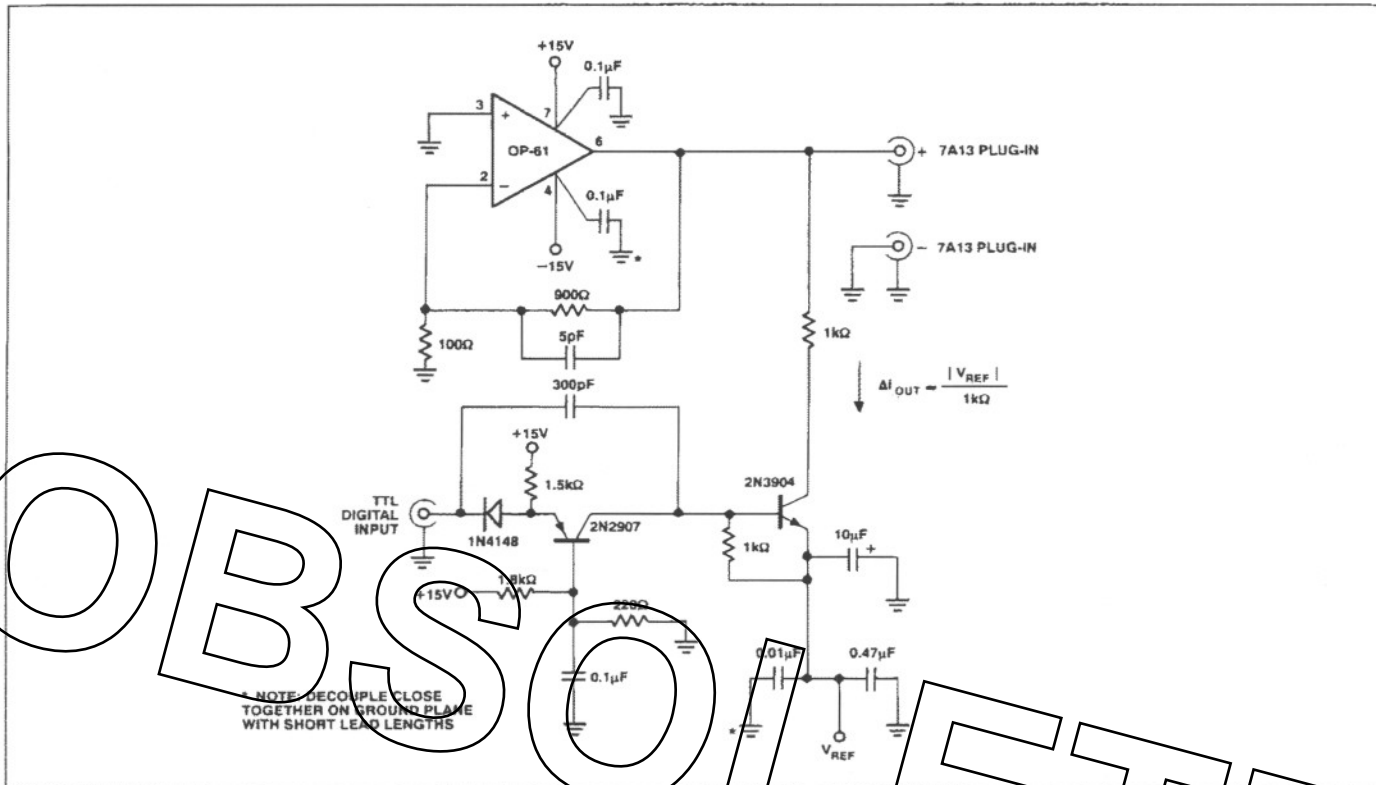 +15V
0.1µF
3
+
7
OP-61
6
2
–
4
0.1µF
–15V
*
+ 7A13 PLUG-IN
– 7A13 PLUG-IN
900Ω
5pF
100Ω
1kΩ
ΔiOUT ≈ | VREF | / 1kΩ
300pF
+15V
1.5kΩ
TTL
DIGITAL
INPUT
1N4148
2N2907
2N3904
1kΩ
10µF
+
+15V
1.8kΩ
220Ω
0.1µF
0.01µF
0.47µF
*
VREF
* NOTE: DECOUPLE CLOSE
TOGETHER ON GROUND PLANE
WITH SHORT LEAD LENGTHS
OBSOLETE